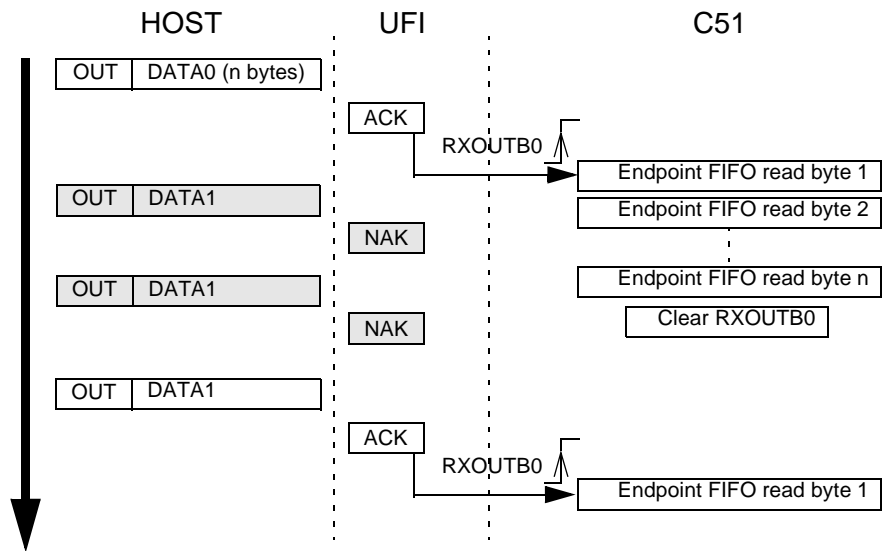 HOST UFI C51
OUT DATA0 (n bytes)
ACK
RXOUTB0
Endpoint FIFO read byte 1
OUT DATA1
Endpoint FIFO read byte 2
NAK
OUT DATA1
Endpoint FIFO read byte n
NAK
Clear RXOUTB0
OUT DATA1
ACK
RXOUTB0
Endpoint FIFO read byte 1